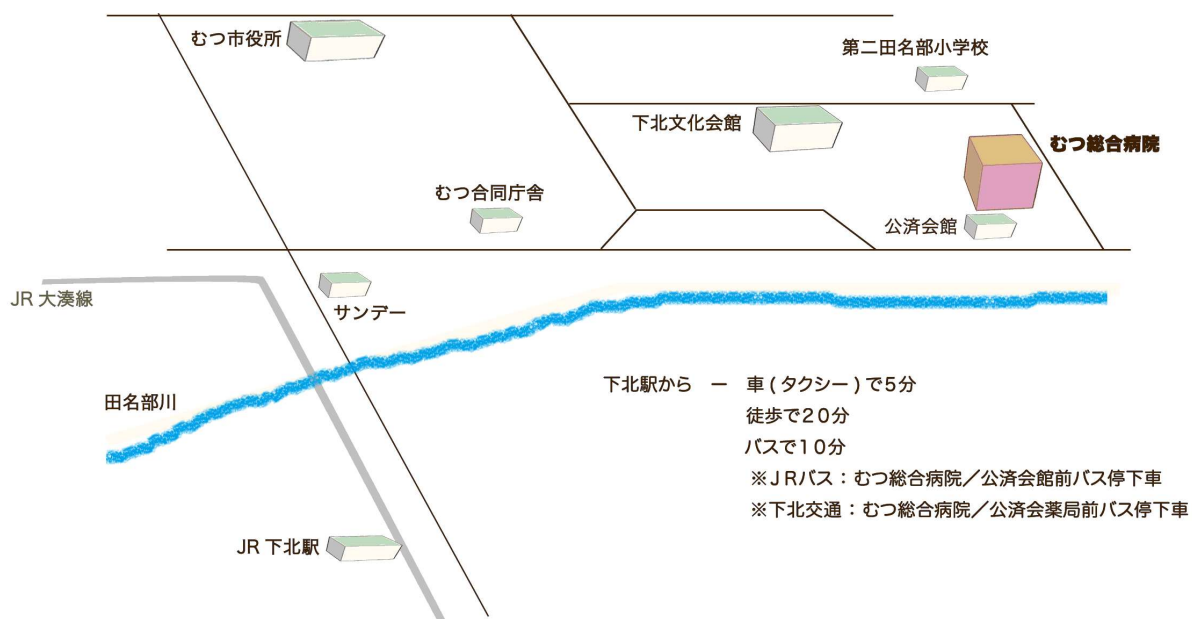 むつ市役所
第二田名部小学校
下北文化会館
むつ総合病院
むつ合同庁舎
公済会館
JR 大湊線
サンデー
田名部川
下北駅から ー 車(タクシー)で5分
徒歩で20分
バスで10分
※JRバス:むつ総合病院/公済会館前バス停下車
※下北交通:むつ総合病院/公済会薬局前バス停下車
JR 下北駅